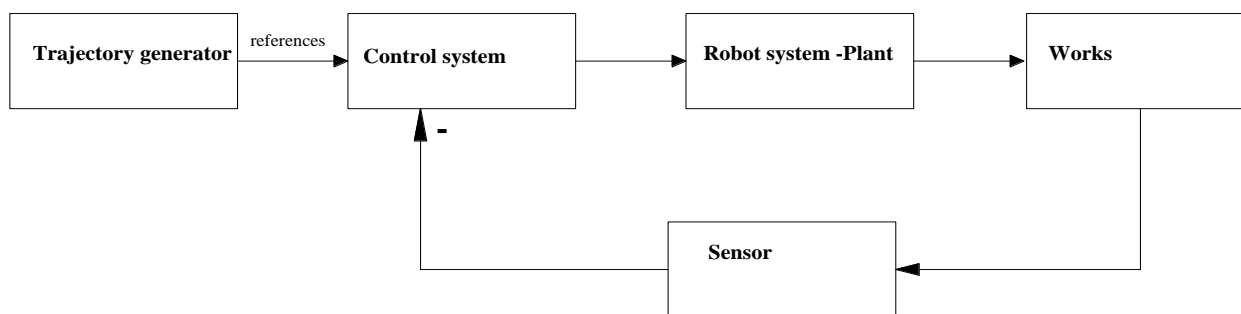 Trajectory generator
references
Control system
Robot system -Plant
Works
-
Sensor